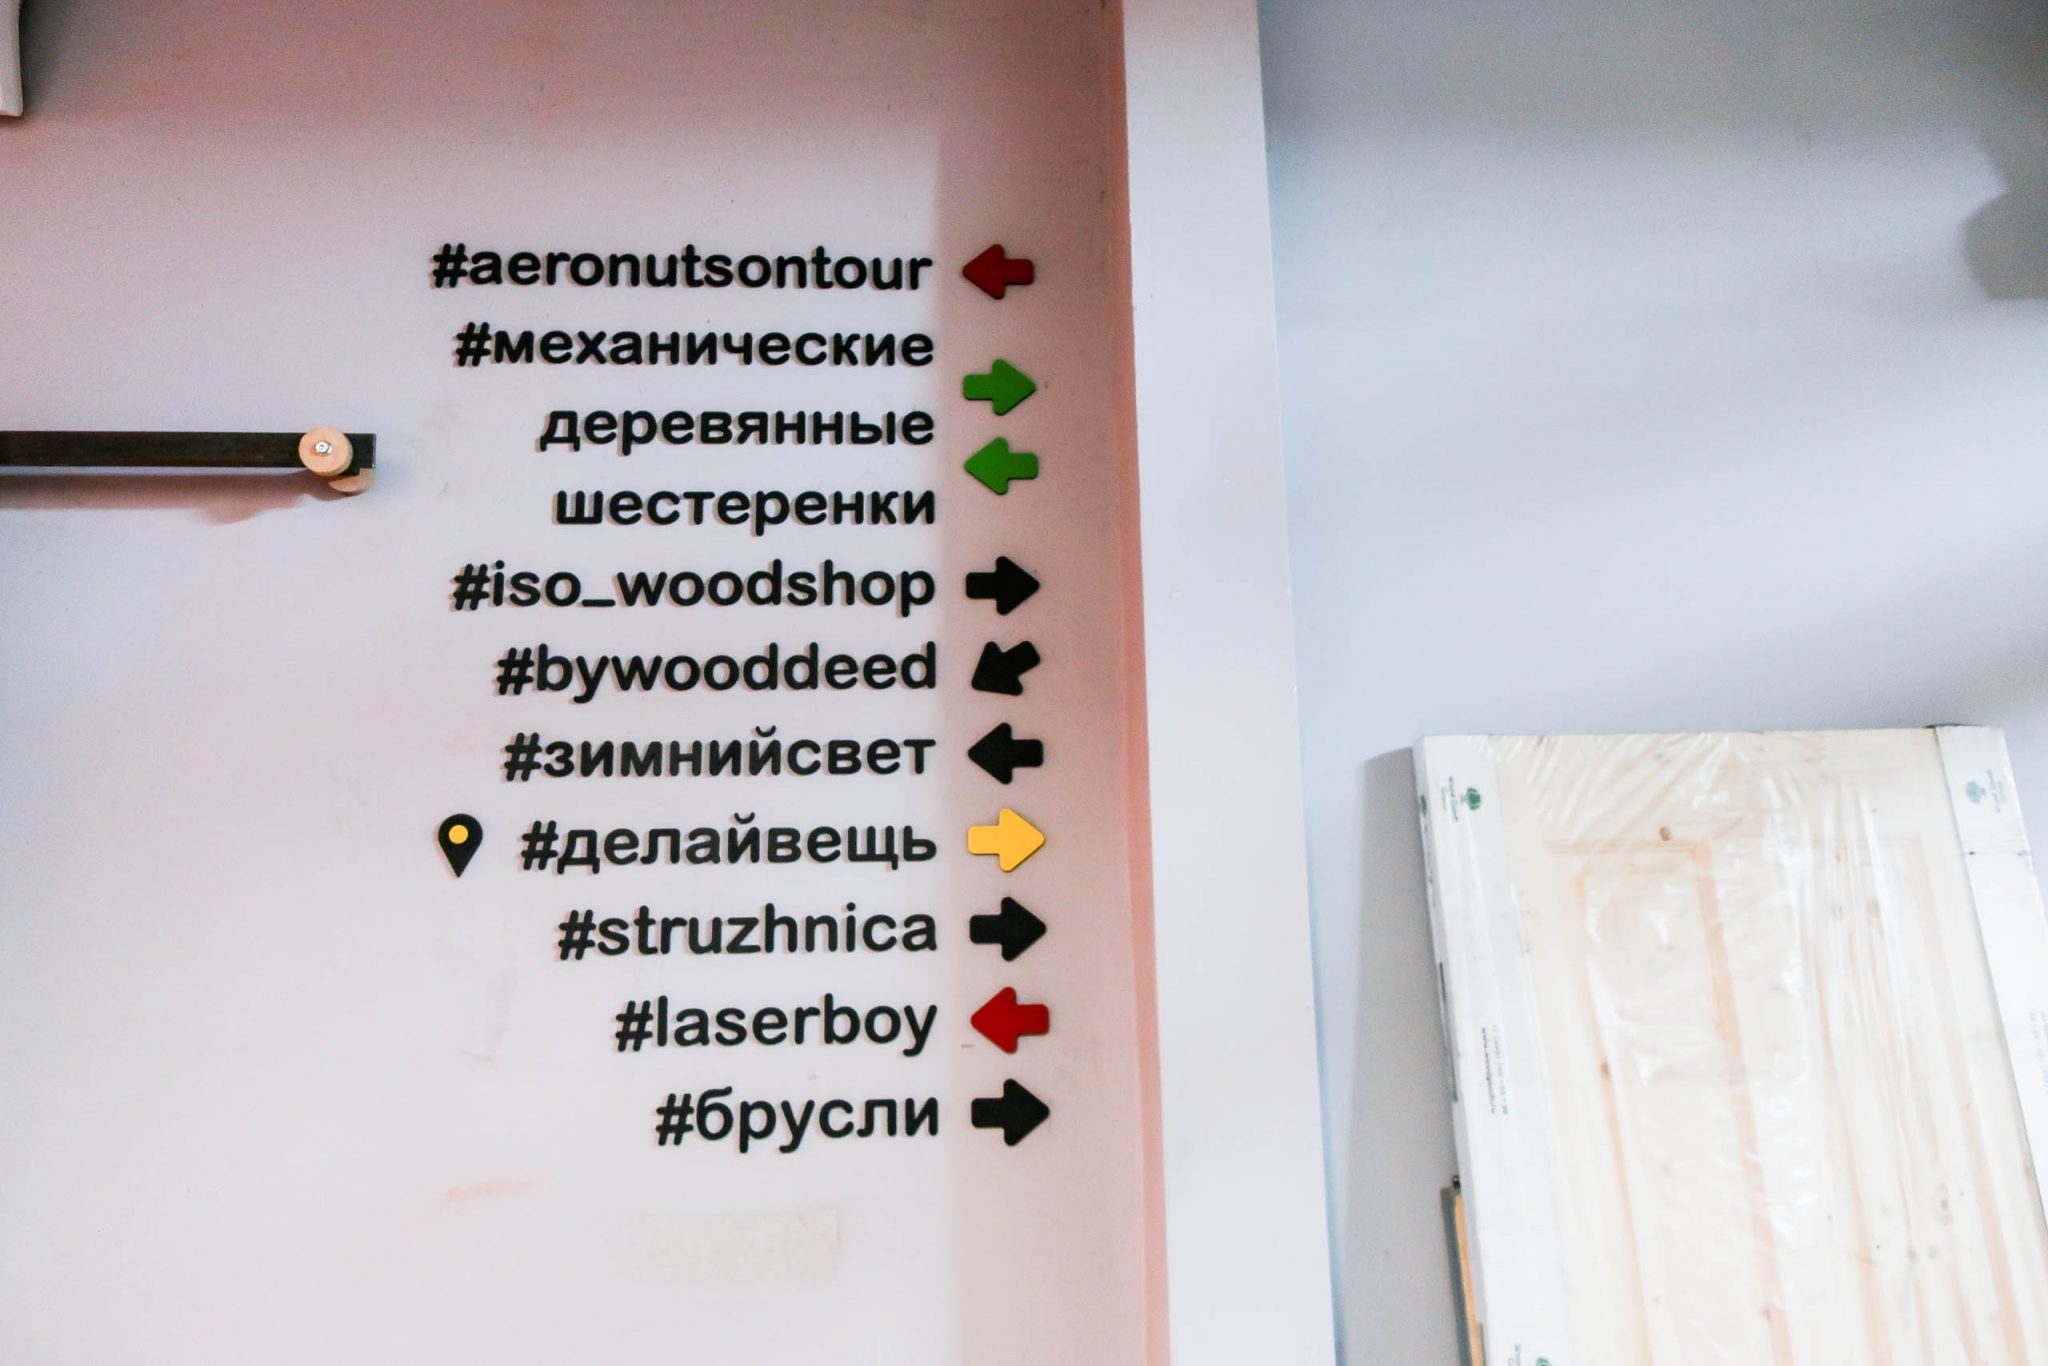 #aeronutsontour
#механические
деревянные
шестеренки
#iso_woodshop
#bywooddeed
#зимнийсвет
#делайвещь
#struzhnica
#laserboy
#брусли